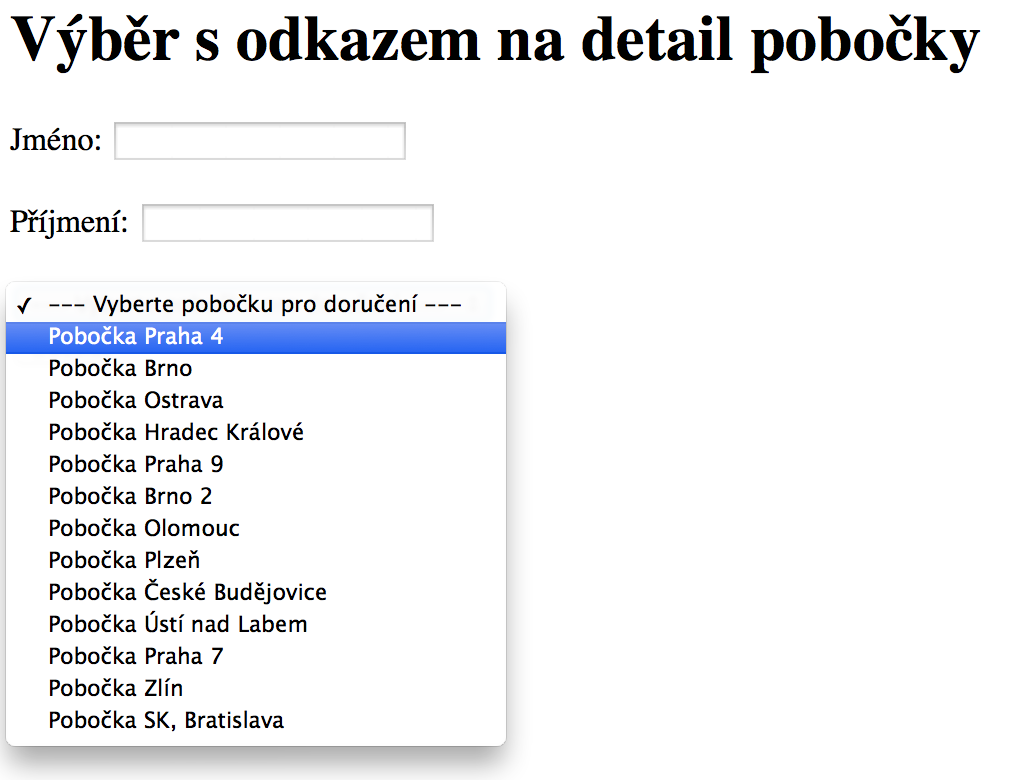 Výběr s odkazem na detail pobočky
Jméno:
Příjmení:
✓ --- Vyberte pobočku pro doručení ---
Pobočka Praha 4
Pobočka Brno
Pobočka Ostrava
Pobočka Hradec Králové
Pobočka Praha 9
Pobočka Brno 2
Pobočka Olomouc
Pobočka Plzeň
Pobočka České Budějovice
Pobočka Ústí nad Labem
Pobočka Praha 7
Pobočka Zlín
Pobočka SK, Bratislava